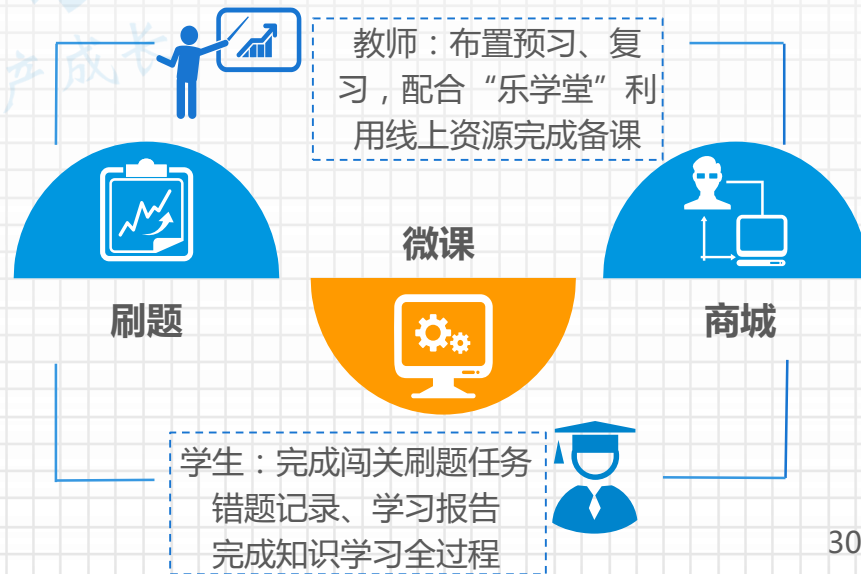 产成长
教师：布置预习、复
习，配合“乐学堂”利
用线上资源完成备课
微课
刷题
商城
学生：完成闯关刷题任务
错题记录、学习报告
完成知识学习全过程
30